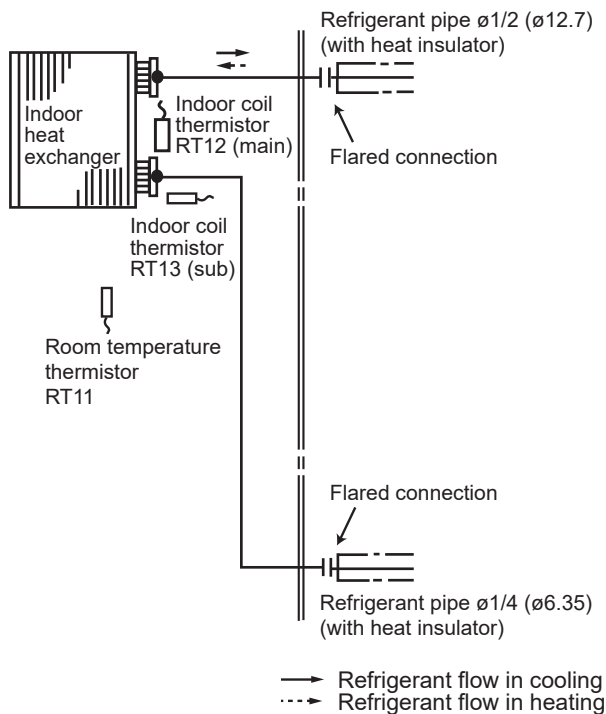 Refrigerant pipe ø1/2 (ø12.7)
(with heat insulator)
Indoor
heat
exchanger
Indoor coil
thermistor
RT12 (main)
Flared connection
Indoor coil
thermistor
RT13 (sub)
Room temperature
thermistor
RT11
Flared connection
Refrigerant pipe ø1/4 (ø6.35)
(with heat insulator)
Refrigerant flow in cooling
Refrigerant flow in heating